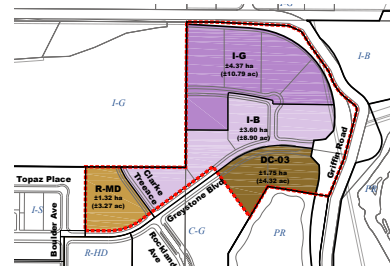 I-G
I-B
I-G
±4.37 ha
(±10.79 ac)
I-G
I-B
±3.60 ha
(±8.90 ac)
Griffin Road
DC-03
±1.75 ha
(±4.32 ac)
Clarke
Terrace
R-MD
±1.32 ha
(±3.27 ac)
Topaz Place
Greystone Blvd
I-S
Boulder Ave
C-G
PR
R-HD
Rockland
Ave